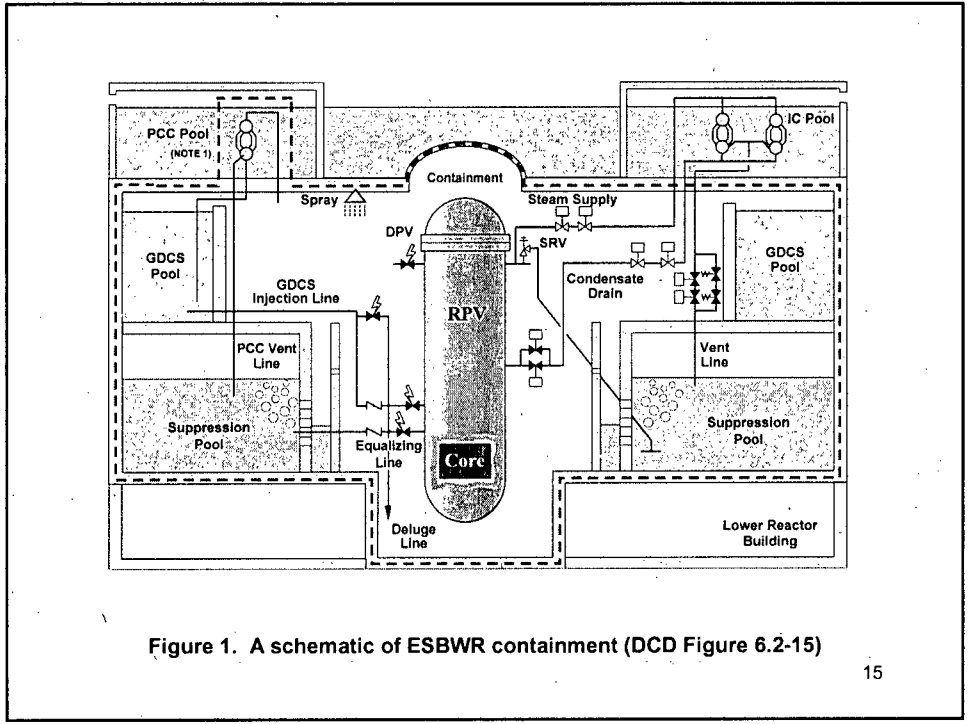 PCC Pool
(NOTE 1)
IC Pool
Containment
Spray
Steam Supply
DPV
SRV
GDCS
Pool
GDCS
Injection Line
Condensate
Drain
GDCS
Pool
RPV
PCC Vent
Line
Vent
Line
Suppression
Pool
Equalizing
Line
Core
Suppression
Pool
Deluge
Line
Lower Reactor
Building
Figure 1. A schematic of ESBWR containment (DCD Figure 6.2-15)
15